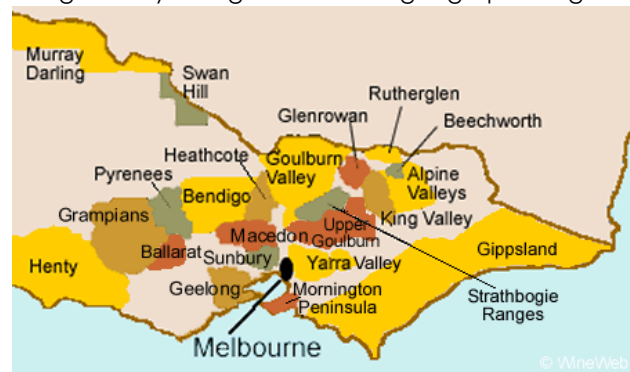 Murray
Darling
Swan
Hill
Rutherglen
Glenrowan
Beechworth
Heathcote
Goulburn
Valley
Pyrenees
Alpine
Valleys
Bendigo
Grampians
King Valley
Macedon
Upper
Goulburn
Ballarat
Sunbury
Gippsland
Henty
Yarra Valley
Geelong
Mornington
Peninsula
Strathbogie
Ranges
Melbourne
© WineWeb